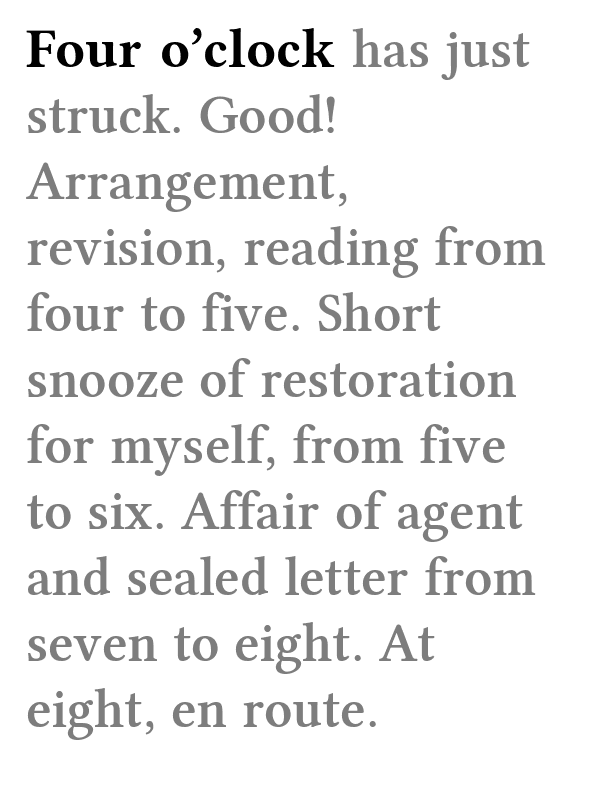 Four o’clock has just
struck. Good!
Arrangement,
revision, reading from
four to five. Short
snooze of restoration
for myself, from five
to six. Affair of agent
and sealed letter from
seven to eight. At
eight, en route.